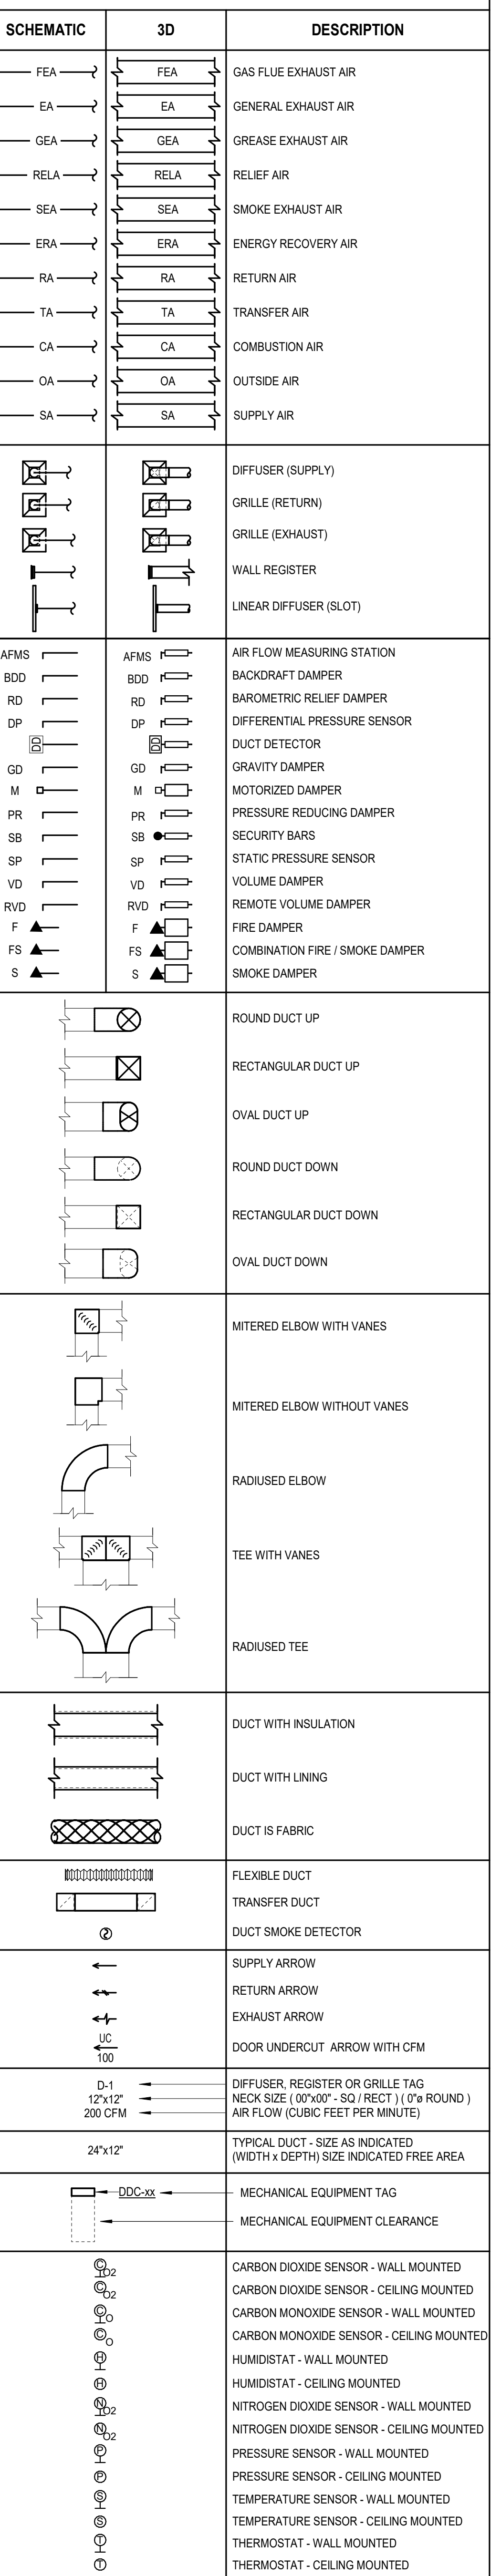 SCHEMATIC 3D DESCRIPTION
FEA FEA GAS FLUE EXHAUST AIR
EA EA GENERAL EXHAUST AIR
GEA GEA GREASE EXHAUST AIR
RELA RELA RELIEF AIR
SEA SEA SMOKE EXHAUST AIR
ERA ERA ENERGY RECOVERY AIR
RA RA RETURN AIR
TA TA TRANSFER AIR
CA CA COMBUSTION AIR
OA OA OUTSIDE AIR
SA SA SUPPLY AIR
DIFFUSER (SUPPLY)
GRILLE (RETURN)
GRILLE (EXHAUST)
WALL REGISTER
LINEAR DIFFUSER (SLOT)
AFMS AFMS AIR FLOW MEASURING STATION
BDD BDD BACKDRAFT DAMPER
RD RD BAROMETRIC RELIEF DAMPER
DP DP DIFFERENTIAL PRESSURE SENSOR
DD DD DUCT DETECTOR
GD GD GRAVITY DAMPER
M M MOTORIZED DAMPER
PR PR PRESSURE REDUCING DAMPER
SB SB SECURITY BARS
SP SP STATIC PRESSURE SENSOR
VD VD VOLUME DAMPER
RVD RVD REMOTE VOLUME DAMPER
F F FIRE DAMPER
FS FS COMBINATION FIRE / SMOKE DAMPER
S S SMOKE DAMPER
ROUND DUCT UP
RECTANGULAR DUCT UP
OVAL DUCT UP
ROUND DUCT DOWN
RECTANGULAR DUCT DOWN
OVAL DUCT DOWN
MITERED ELBOW WITH VANES
MITERED ELBOW WITHOUT VANES
RADIUSED ELBOW
TEE WITH VANES
RADIUSED TEE
DUCT WITH INSULATION
DUCT WITH LINING
DUCT IS FABRIC
FLEXIBLE DUCT
TRANSFER DUCT
DUCT SMOKE DETECTOR
SUPPLY ARROW
RETURN ARROW
EXHAUST ARROW
UC
DOOR UNDERCUT ARROW WITH CFM
100
D-1 DIFFUSER, REGISTER OR GRILLE TAG
12"x12" NECK SIZE ( 00"x00" - SQ / RECT ) ( 0"ø ROUND )
200 CFM AIR FLOW (CUBIC FEET PER MINUTE)
24"x12" TYPICAL DUCT - SIZE AS INDICATED
(WIDTH x DEPTH) SIZE INDICATED FREE AREA
DDC-xx MECHANICAL EQUIPMENT TAG
MECHANICAL EQUIPMENT CLEARANCE
C O2 CARBON DIOXIDE SENSOR - WALL MOUNTED
C O2 CARBON DIOXIDE SENSOR - CEILING MOUNTED
C O CARBON MONOXIDE SENSOR - WALL MOUNTED
C O CARBON MONOXIDE SENSOR - CEILING MOUNTED
H HUMIDISTAT - WALL MOUNTED
H HUMIDISTAT - CEILING MOUNTED
N O2 NITROGEN DIOXIDE SENSOR - WALL MOUNTED
N O2 NITROGEN DIOXIDE SENSOR - CEILING MOUNTED
P PRESSURE SENSOR - WALL MOUNTED
P PRESSURE SENSOR - CEILING MOUNTED
S TEMPERATURE SENSOR - WALL MOUNTED
S TEMPERATURE SENSOR - CEILING MOUNTED
T THERMOSTAT - WALL MOUNTED
T THERMOSTAT - CEILING MOUNTED